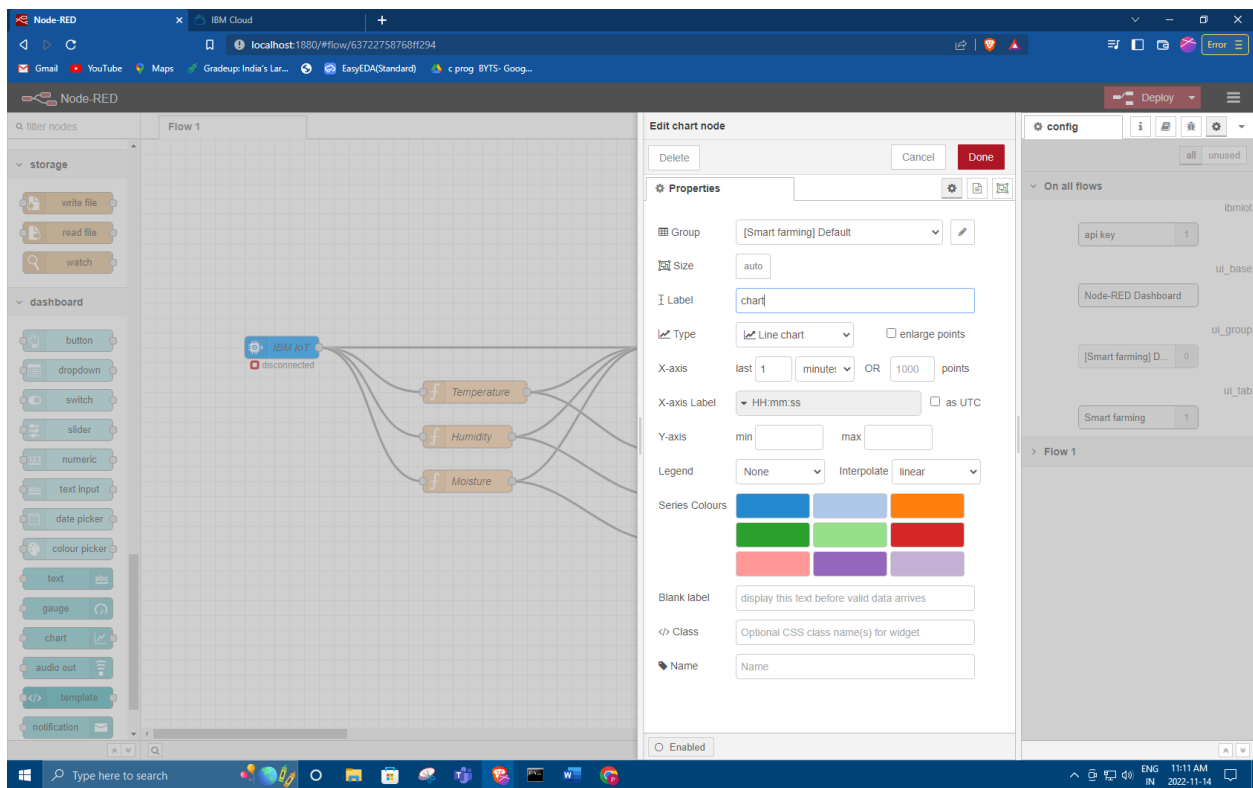 Node-RED
IBM Cloud
localhost:1880/#flow/63722758768ff294
Error
Gmail
YouTube
Maps
Gradeup: India's Lar...
EasyEDA(Standard)
c prog BYTS- Goog...
Node-RED
Deploy
filter nodes
Flow 1
storage
write file
read file
watch
dashboard
button
dropdown
switch
slider
numeric
text input
date picker
colour picker
text
gauge
chart
audio out
template
notification
IBM IoT
disconnected
Temperature
Humidity
Moisture
Edit chart node
Delete
Cancel
Done
Properties
Group
[Smart farming] Default
Size
auto
Label
chart
Type
Line chart
enlarge points
X-axis
last 1 minute: OR 1000 points
X-axis Label
HH:mm:ss
as UTC
Y-axis
min
max
Legend
None
Interpolate
linear
Series Colours
Blank label
display this text before valid data arrives
Class
Optional CSS class name(s) for widget
Name
Name
Enabled
config
all
unused
On all flows
ibmiot
api key
1
ui_base
Node-RED Dashboard
ui_group
[Smart farming] D...
0
ui_tab
Smart farming
1
Flow 1
Type here to search
ENG
IN
11:11 AM
2022-11-14